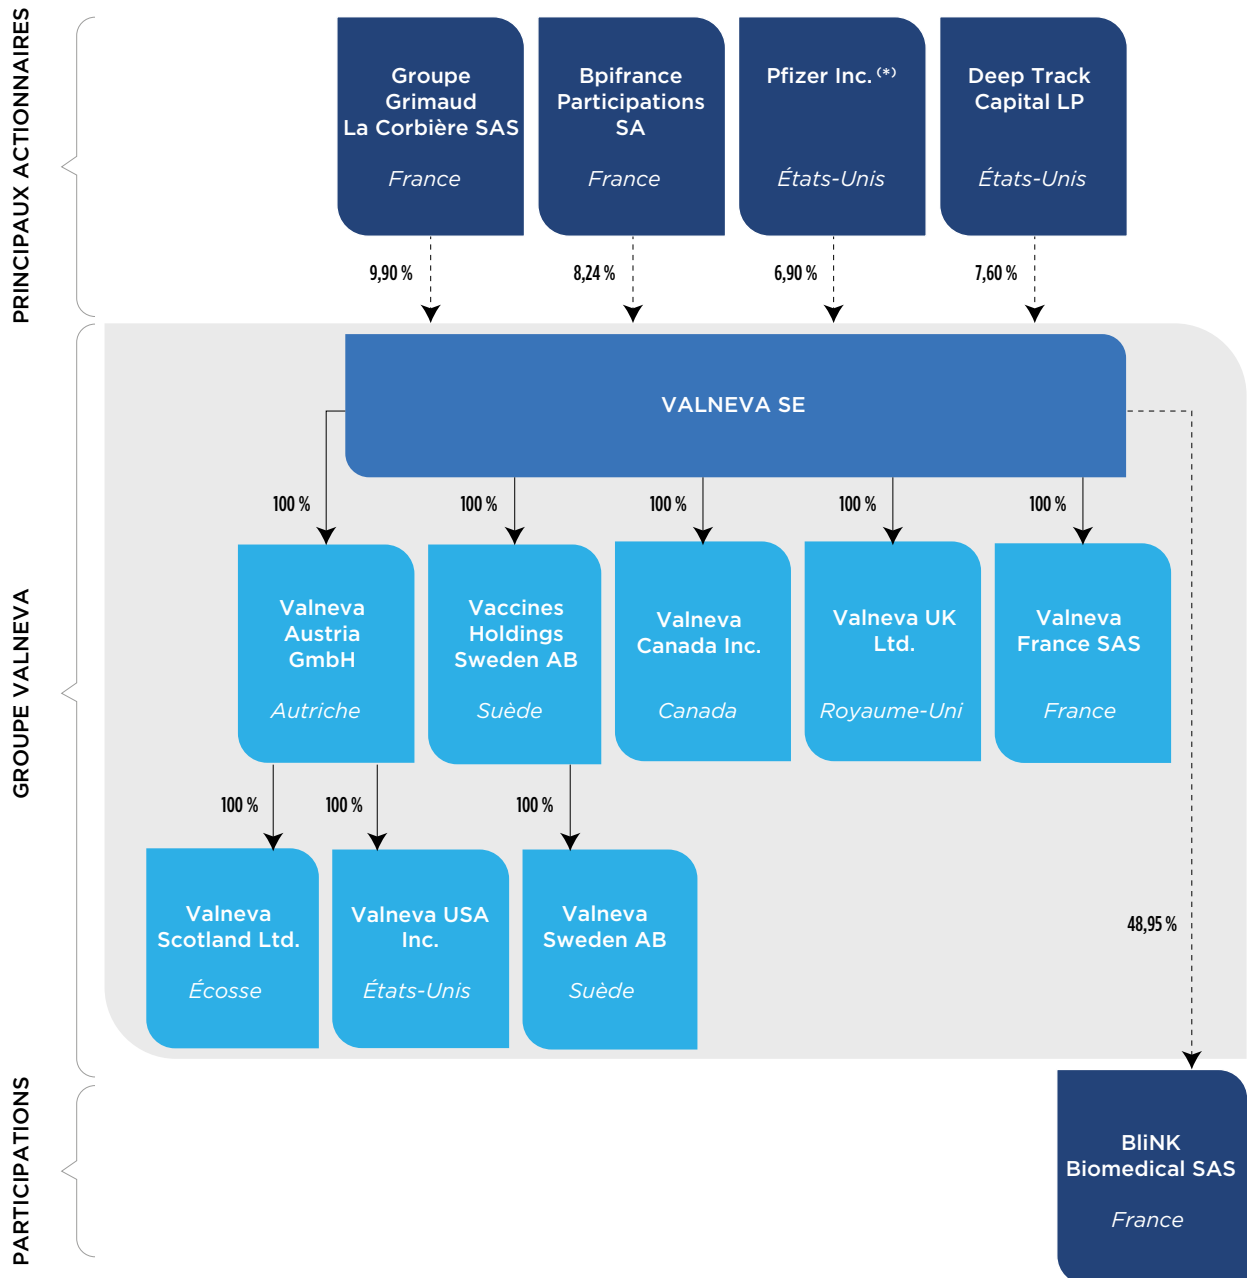 PRINCIPAUX ACTIONNAIRES
Groupe
Grimaud
La Corbière SAS
France
Bpifrance
Participations
SA
France
Pfizer Inc. (*)
États-Unis
Deep Track
Capital LP
États-Unis
9,90 %
8,24 %
6,90 %
7,60 %
GROUPE VALNEVA
VALNEVA SE
100 %
100 %
100 %
100 %
100 %
Valneva
Austria
GmbH
Autriche
Vaccines
Holdings
Sweden AB
Suède
Valneva
Canada Inc.
Canada
Valneva UK
Ltd.
Royaume-Uni
Valneva
France SAS
France
100 %
100 %
100 %
Valneva
Scotland Ltd.
Écosse
Valneva USA
Inc.
États-Unis
Valneva
Sweden AB
Suède
48,95 %
PARTICIPATIONS
BliNK
Biomedical SAS
France